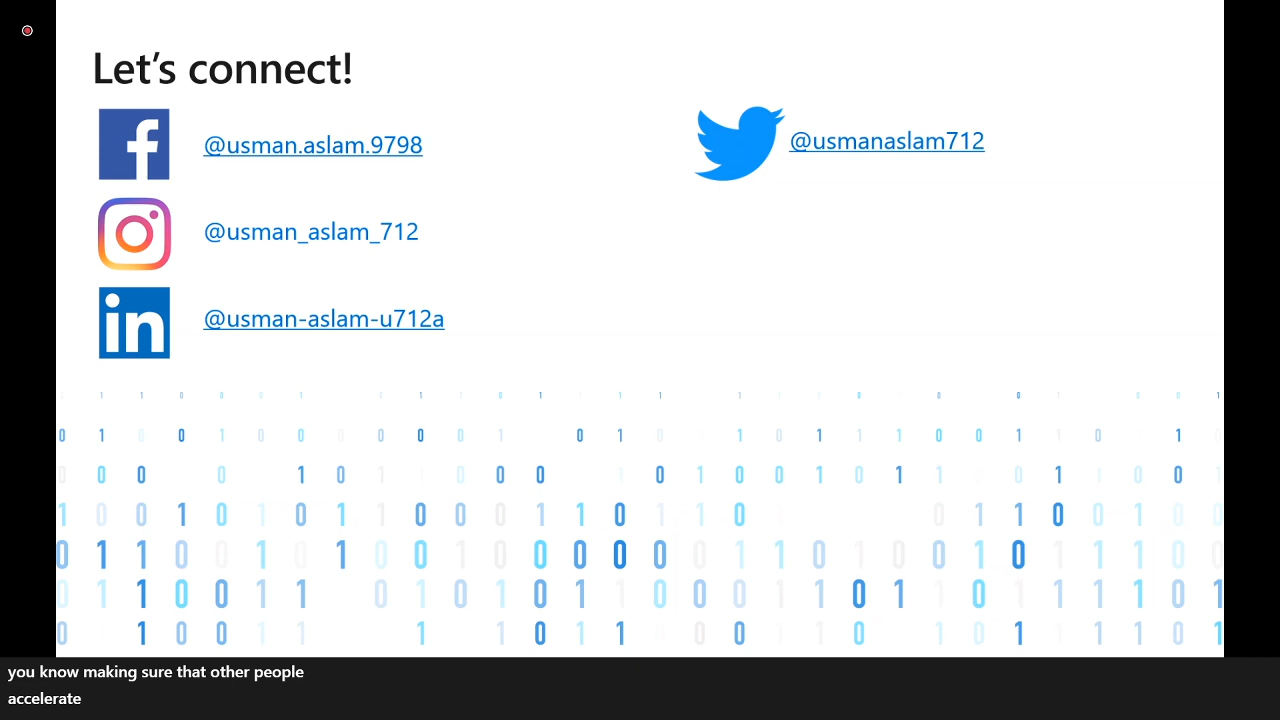 Let's connect!
@usman.aslam.9798
@usmanaslam712
@usman_aslam_712
@usman-aslam-u712a
you know making sure that other people
accelerate